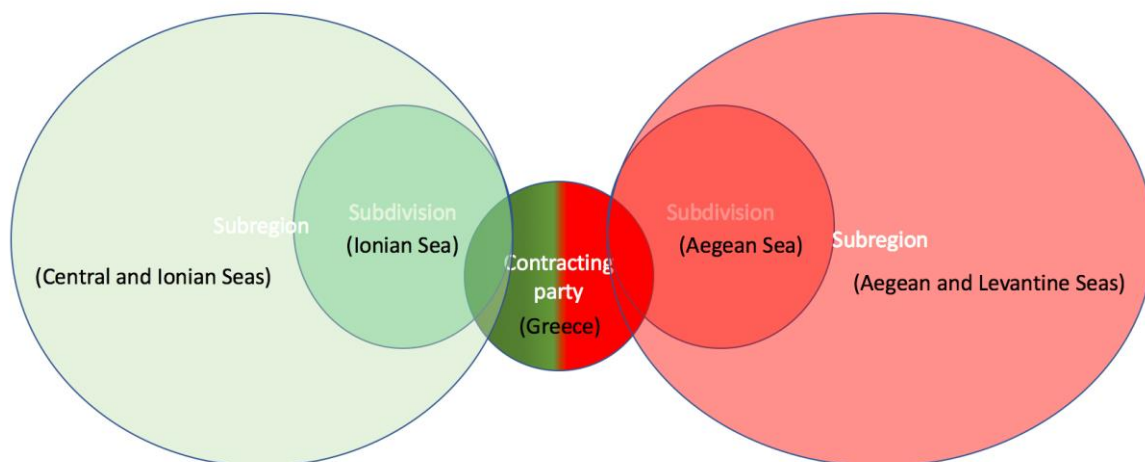 Subregion
(Central and Ionian Seas)
Subdivision
(Ionian Sea)
Contracting
party
(Greece)
Subdivision
(Aegean Sea)
Subregion
(Aegean and Levantine Seas)